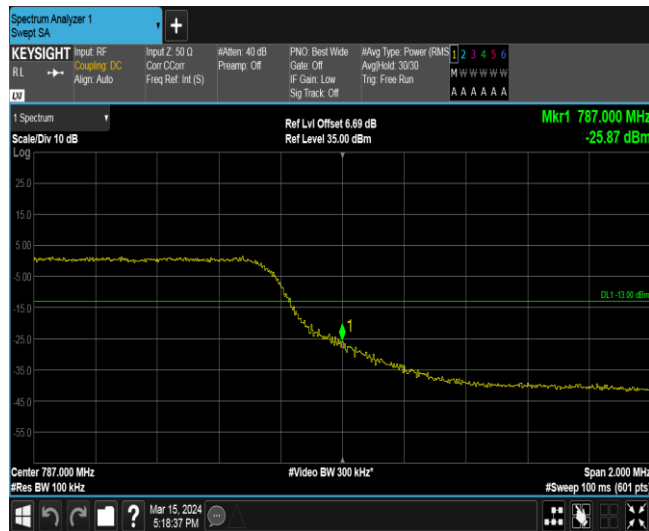 Spectrum Analyzer 1
Swept SA
+
KEYSIGHT
RL
LXI
Input: RF
Coupling: DC
Align: Auto
Input Z: 50 Ω
Corr CCorr
Freq Ref: Int (S)
#Atten: 40 dB
Preamp: Off
PNO: Best Wide
Gate: Off
IF Gain: Low
Sig Track: Off
#Avg Type: Power (RMS
Avg|Hold: 30/30
Trig: Free Run
1 2 3 4 5 6
M W W W W W
A A A A A A
1 Spectrum
Scale/Div 10 dB
Log
Ref Lvl Offset 6.69 dB
Ref Level 35.00 dBm
Mkr1 787.000 MHz
-25.87 dBm
25.0
15.0
5.00
-5.00
-15.0
-25.0
-35.0
-45.0
-55.0
DL1 -13.00 dBm
1
Center 787.000 MHz
#Res BW 100 kHz
#Video BW 300 kHz*
Span 2.000 MHz
#Sweep 100 ms (601 pts)
?
Mar 15, 2024
5:18:37 PM